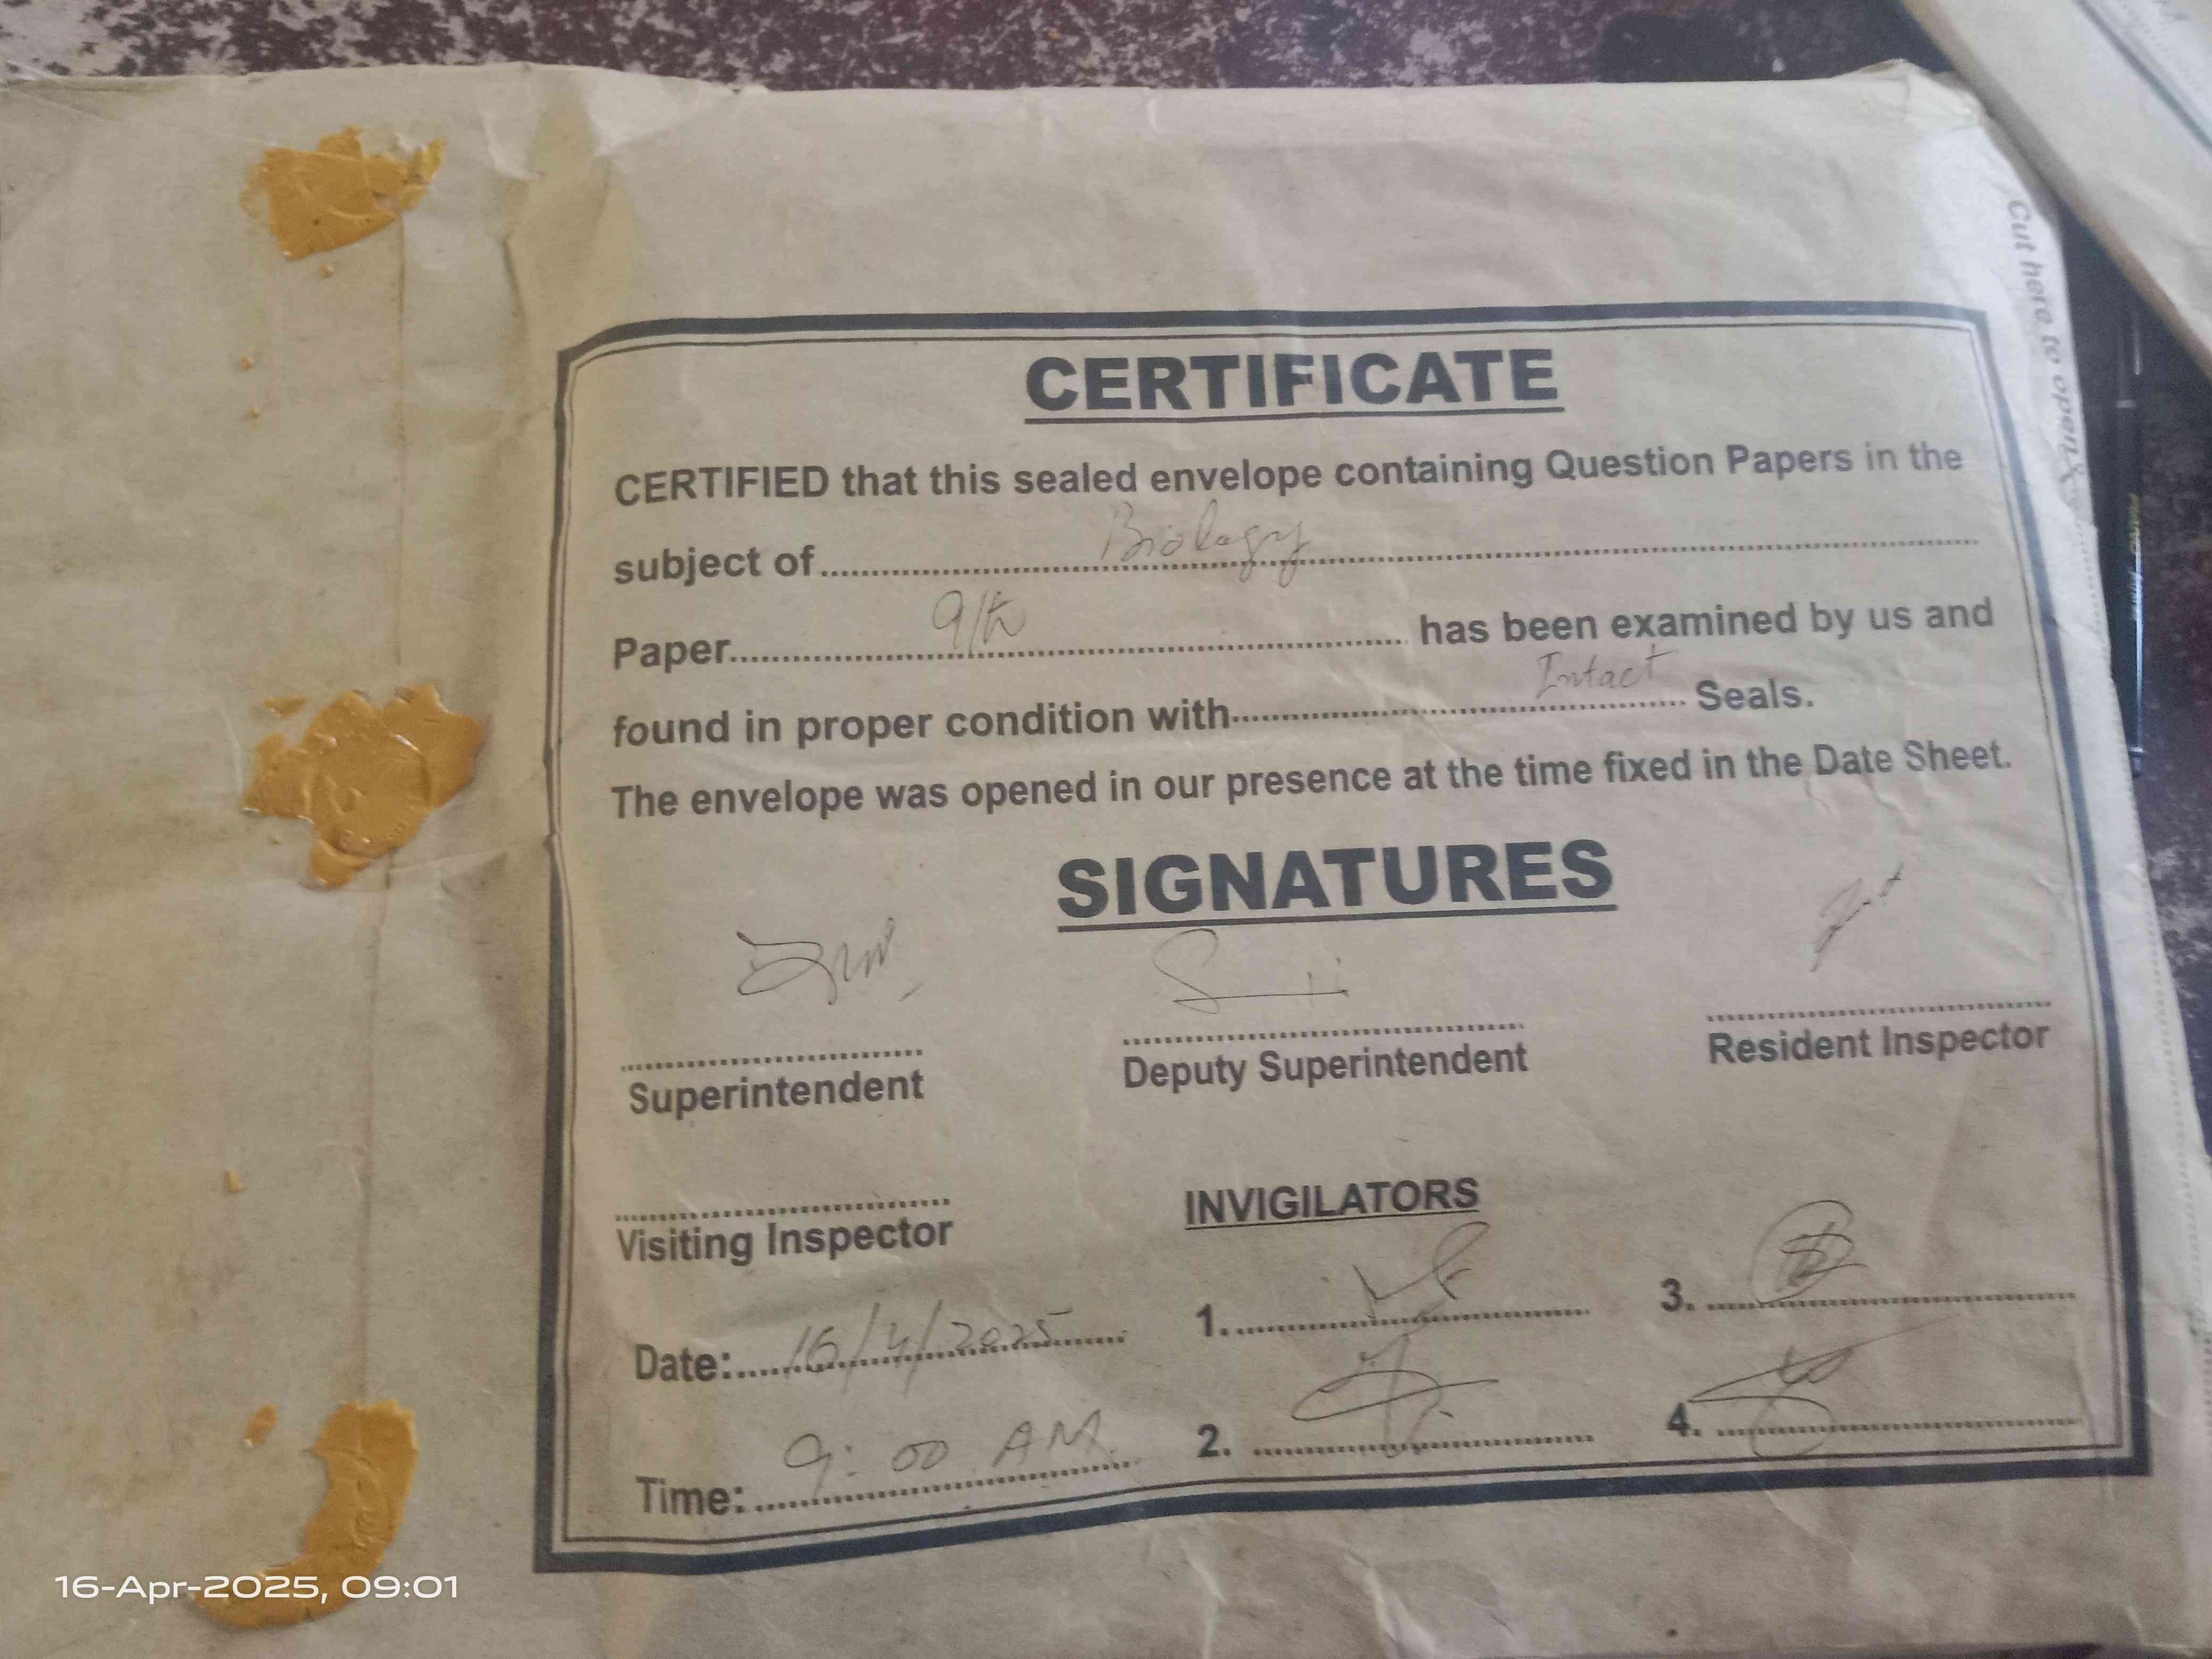 CERTIFICATE
CERTIFIED that this sealed envelope containing Question Papers in the
subject of.......... Biology ..........
Paper.......... 9th .......... has been examined by us and
found in proper condition with.......... Intact .......... Seals.
The envelope was opened in our presence at the time fixed in the Date Sheet.
SIGNATURES
Superintendent
Deputy Superintendent
Resident Inspector
Visiting Inspector
INVIGILATORS
1.
3.
Date: 16/4/2025
2.
4.
Time: 9:00 AM.
Cut here to open
16-Apr-2025, 09:01